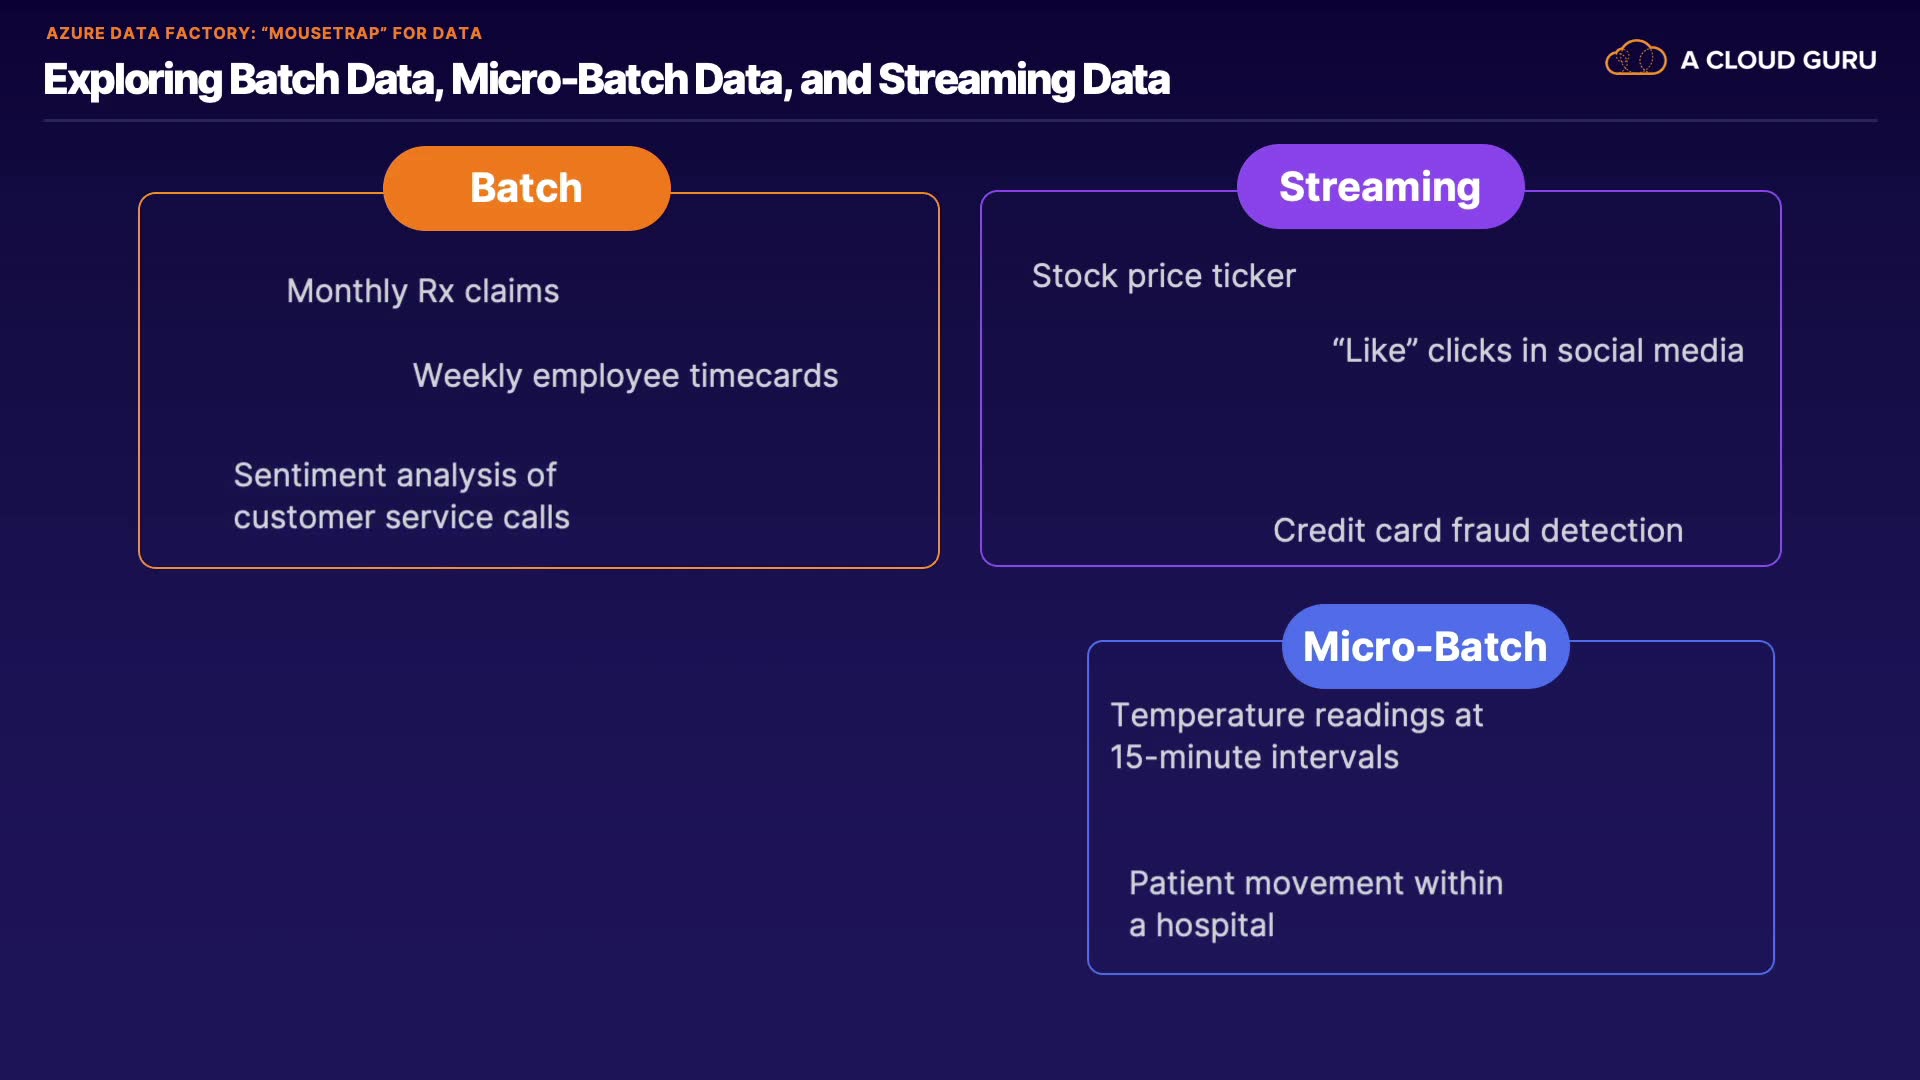 AZURE DATA FACTORY: “MOUSETRAP” FOR DATA
Exploring Batch Data, Micro-Batch Data, and Streaming Data
A CLOUD GURU
Batch
Monthly Rx claims
Weekly employee timecards
Sentiment analysis of
customer service calls
Streaming
Stock price ticker
“Like” clicks in social media
Credit card fraud detection
Micro-Batch
Temperature readings at
15-minute intervals
Patient movement within
a hospital